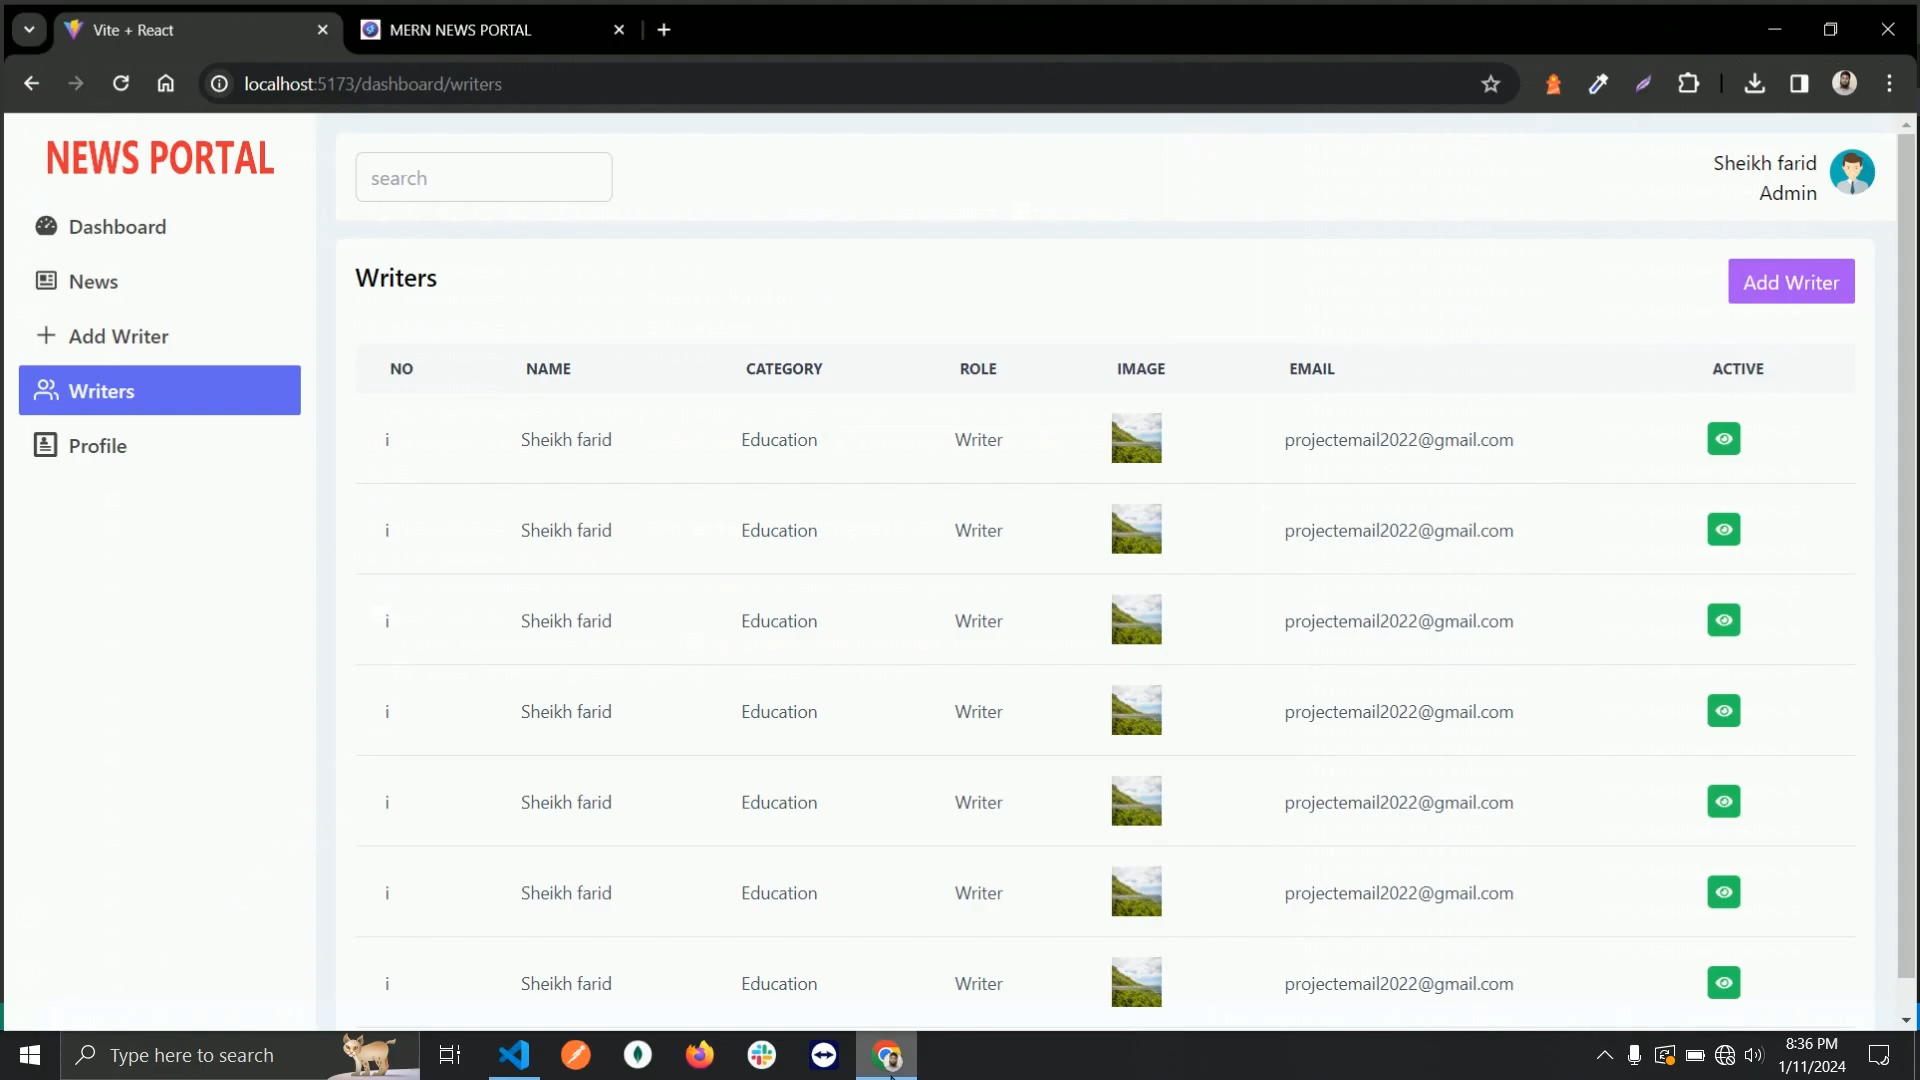 Vite + React
MERN NEWS PORTAL
localhost:5173/dashboard/writers
NEWS PORTAL
Dashboard
News
Add Writer
Writers
Profile
search
Sheikh farid
Admin
Writers
Add Writer
NO NAME CATEGORY ROLE IMAGE EMAIL ACTIVE
i Sheikh farid Education Writer projectemail2022@gmail.com
i Sheikh farid Education Writer projectemail2022@gmail.com
i Sheikh farid Education Writer projectemail2022@gmail.com
i Sheikh farid Education Writer projectemail2022@gmail.com
i Sheikh farid Education Writer projectemail2022@gmail.com
i Sheikh farid Education Writer projectemail2022@gmail.com
i Sheikh farid Education Writer projectemail2022@gmail.com
Type here to search
8:36 PM
1/11/2024